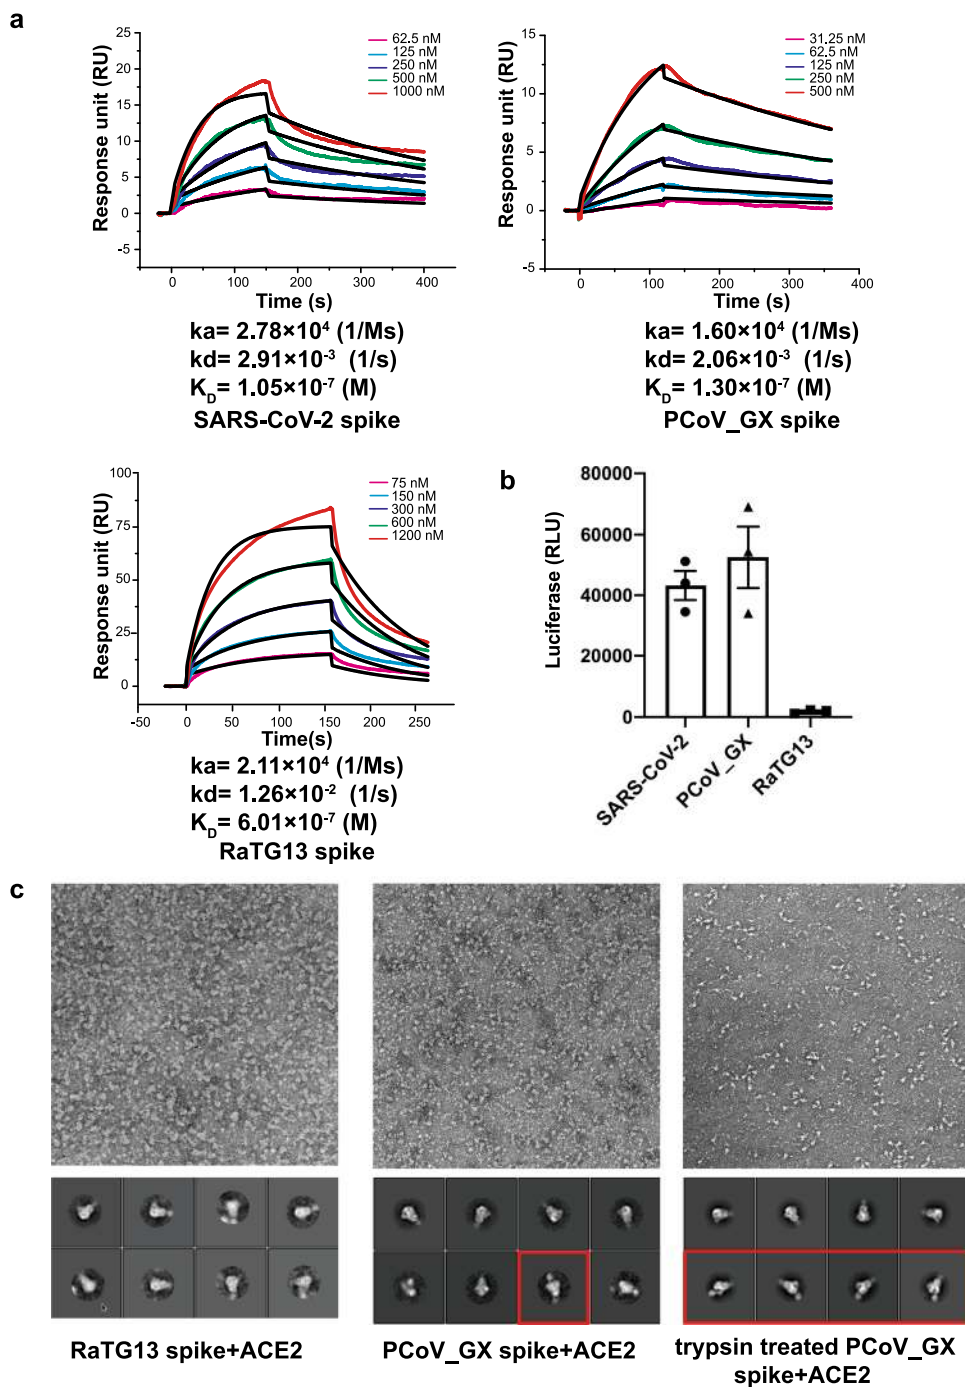 a
Response unit (RU)
25
20
15
10
5
0
5
62.5 nM
125 nM
250 nM
500 nM
1000 nM
0 100 200 300 400
Time (s)
ka= 2.78×10⁴ (1/Ms)
kd= 2.91×10⁻³ (1/s)
K_D= 1.05×10⁻⁷ (M)
SARS-CoV-2 spike
Response unit (RU)
15
10
5
0
5
31.25 nM
62.5 nM
125 nM
250 nM
500 nM
0 100 200 300 400
Time (s)
ka= 1.60×10⁴ (1/Ms)
kd= 2.06×10⁻³ (1/s)
K_D= 1.30×10⁻⁷ (M)
PCoV_GX spike
Response unit (RU)
100
75
50
25
0
75 nM
150 nM
300 nM
600 nM
1200 nM
-50 0 50 100 150 200 250
Time(s)
ka= 2.11×10⁴ (1/Ms)
kd= 1.26×10⁻² (1/s)
K_D= 6.01×10⁻⁷ (M)
RaTG13 spike
b
Luciferase (RLU)
80000
60000
40000
20000
0
SARS-CoV-2
PCoV_GX
RaTG13
c
RaTG13 spike+ACE2
PCoV_GX spike+ACE2
trypsin treated PCoV_GX
spike+ACE2